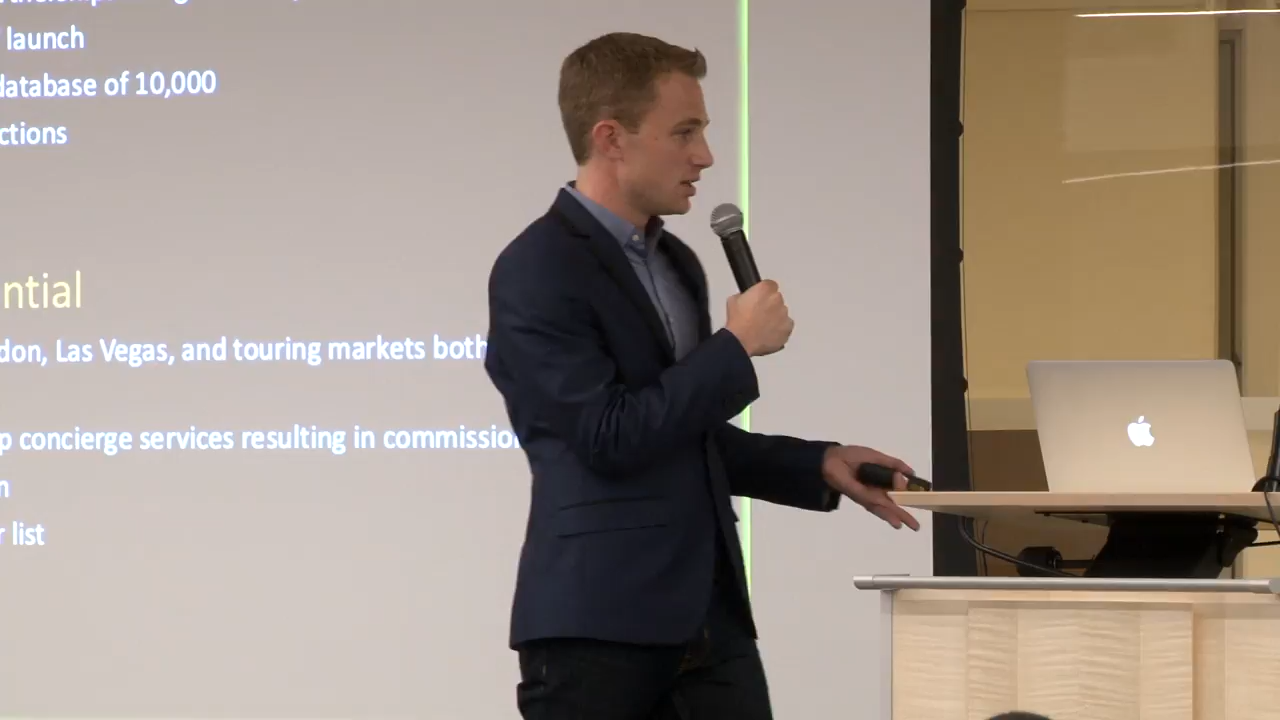 launch
database of 10,000
ctions
ntial
don, Las Vegas, and touring markets both
p concierge services resulting in commissio
n
r list